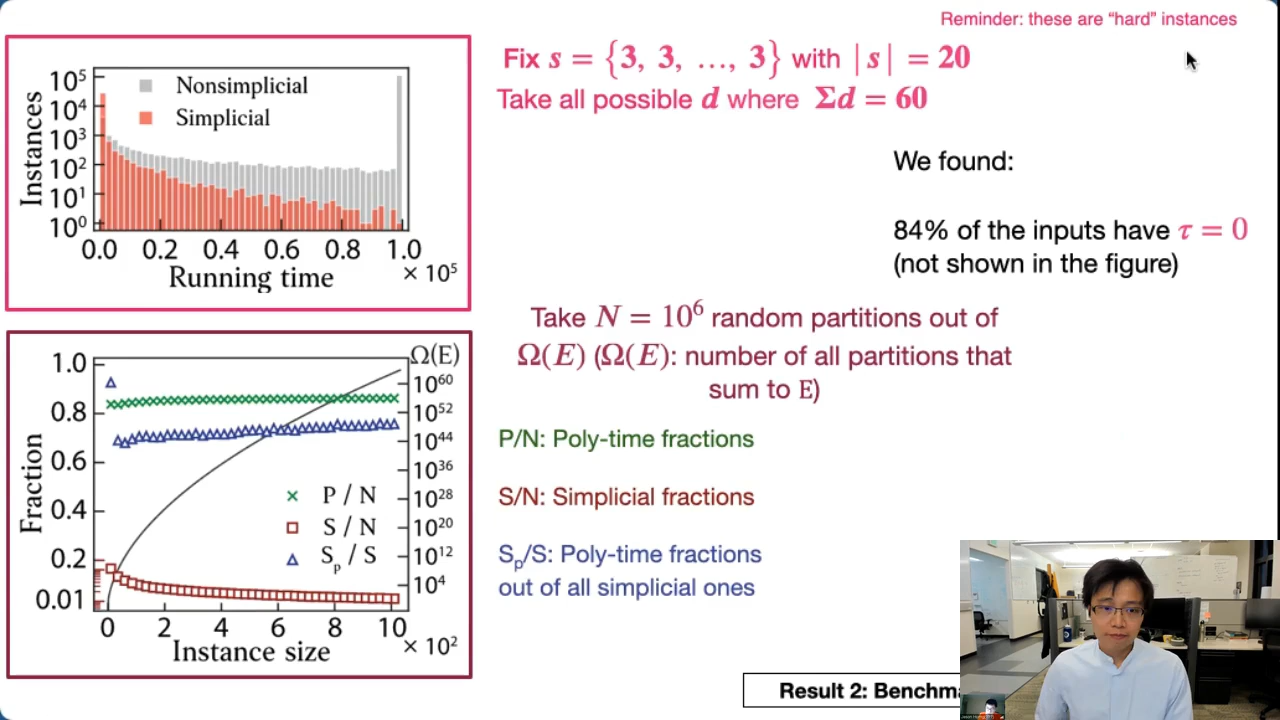 Reminder: these are “hard” instances
Fix s = {3, 3, …, 3} with |s| = 20
Take all possible d where Σd = 60
We found:
84% of the inputs have τ = 0
(not shown in the figure)
Instances
10⁵
10⁴
10³
10²
10¹
10⁰
Nonsimplicial
Simplicial
0.0 0.2 0.4 0.6 0.8 1.0
Running time × 10⁵
Take N = 10⁶ random partitions out of
Ω(E) (Ω(E): number of all partitions that
sum to E)
P/N: Poly-time fractions
S/N: Simplicial fractions
Sₚ/S: Poly-time fractions
out of all simplicial ones
Fraction
1.0
0.8
0.6
0.4
0.2
0.01
Ω(E)
10⁶⁰
10⁵²
10⁴⁴
10³⁶
10²⁸
10²⁰
10¹²
10⁴
P / N
S / N
Sₚ / S
0 2 4 6 8 10
Instance size × 10²
Result 2: Benchm